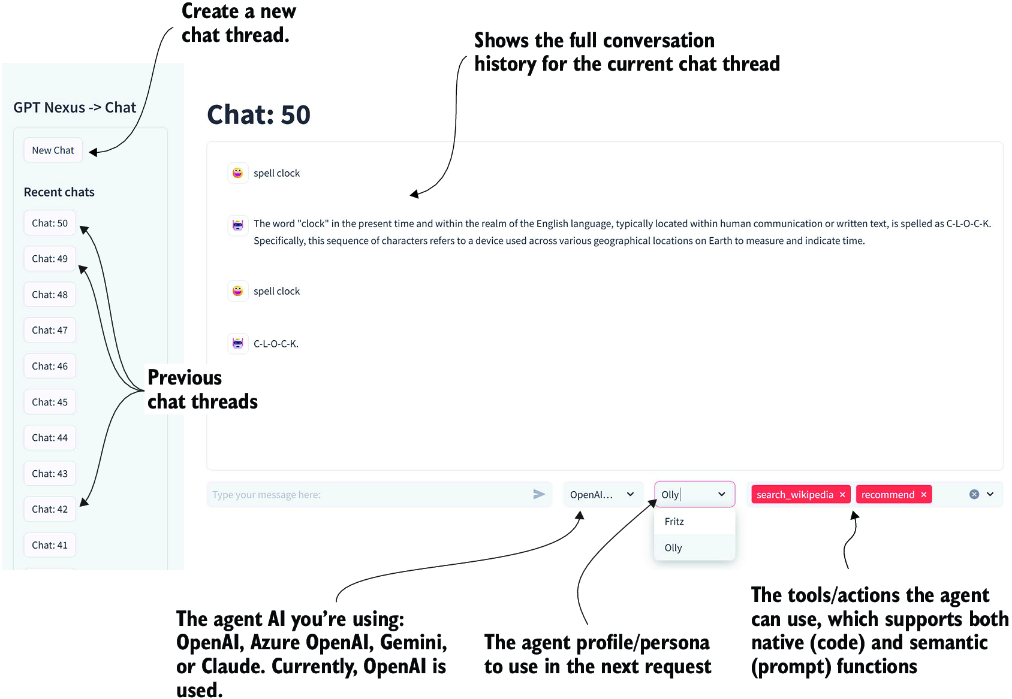 Create a new
chat thread.
Shows the full conversation
history for the current chat thread
GPT Nexus -> Chat
New Chat
Recent chats
Chat: 50
Chat: 49
Chat: 48
Chat: 47
Chat: 46
Chat: 45
Chat: 44
Chat: 43
Chat: 42
Chat: 41
Previous
chat threads
Chat: 50
spell clock
The word "clock" in the present time and within the realm of the English language, typically located within human communication or written text, is spelled as C-L-O-C-K.
Specifically, this sequence of characters refers to a device used across various geographical locations on Earth to measure and indicate time.
spell clock
C-L-O-C-K.
Type your message here:
OpenAI...
Olly
Fritz
Olly
search_wikipedia ×
recommend ×
The agent AI you're using:
OpenAI, Azure OpenAI, Gemini,
or Claude. Currently, OpenAI is
used.
The agent profile/persona
to use in the next request
The tools/actions the agent
can use, which supports both
native (code) and semantic
(prompt) functions